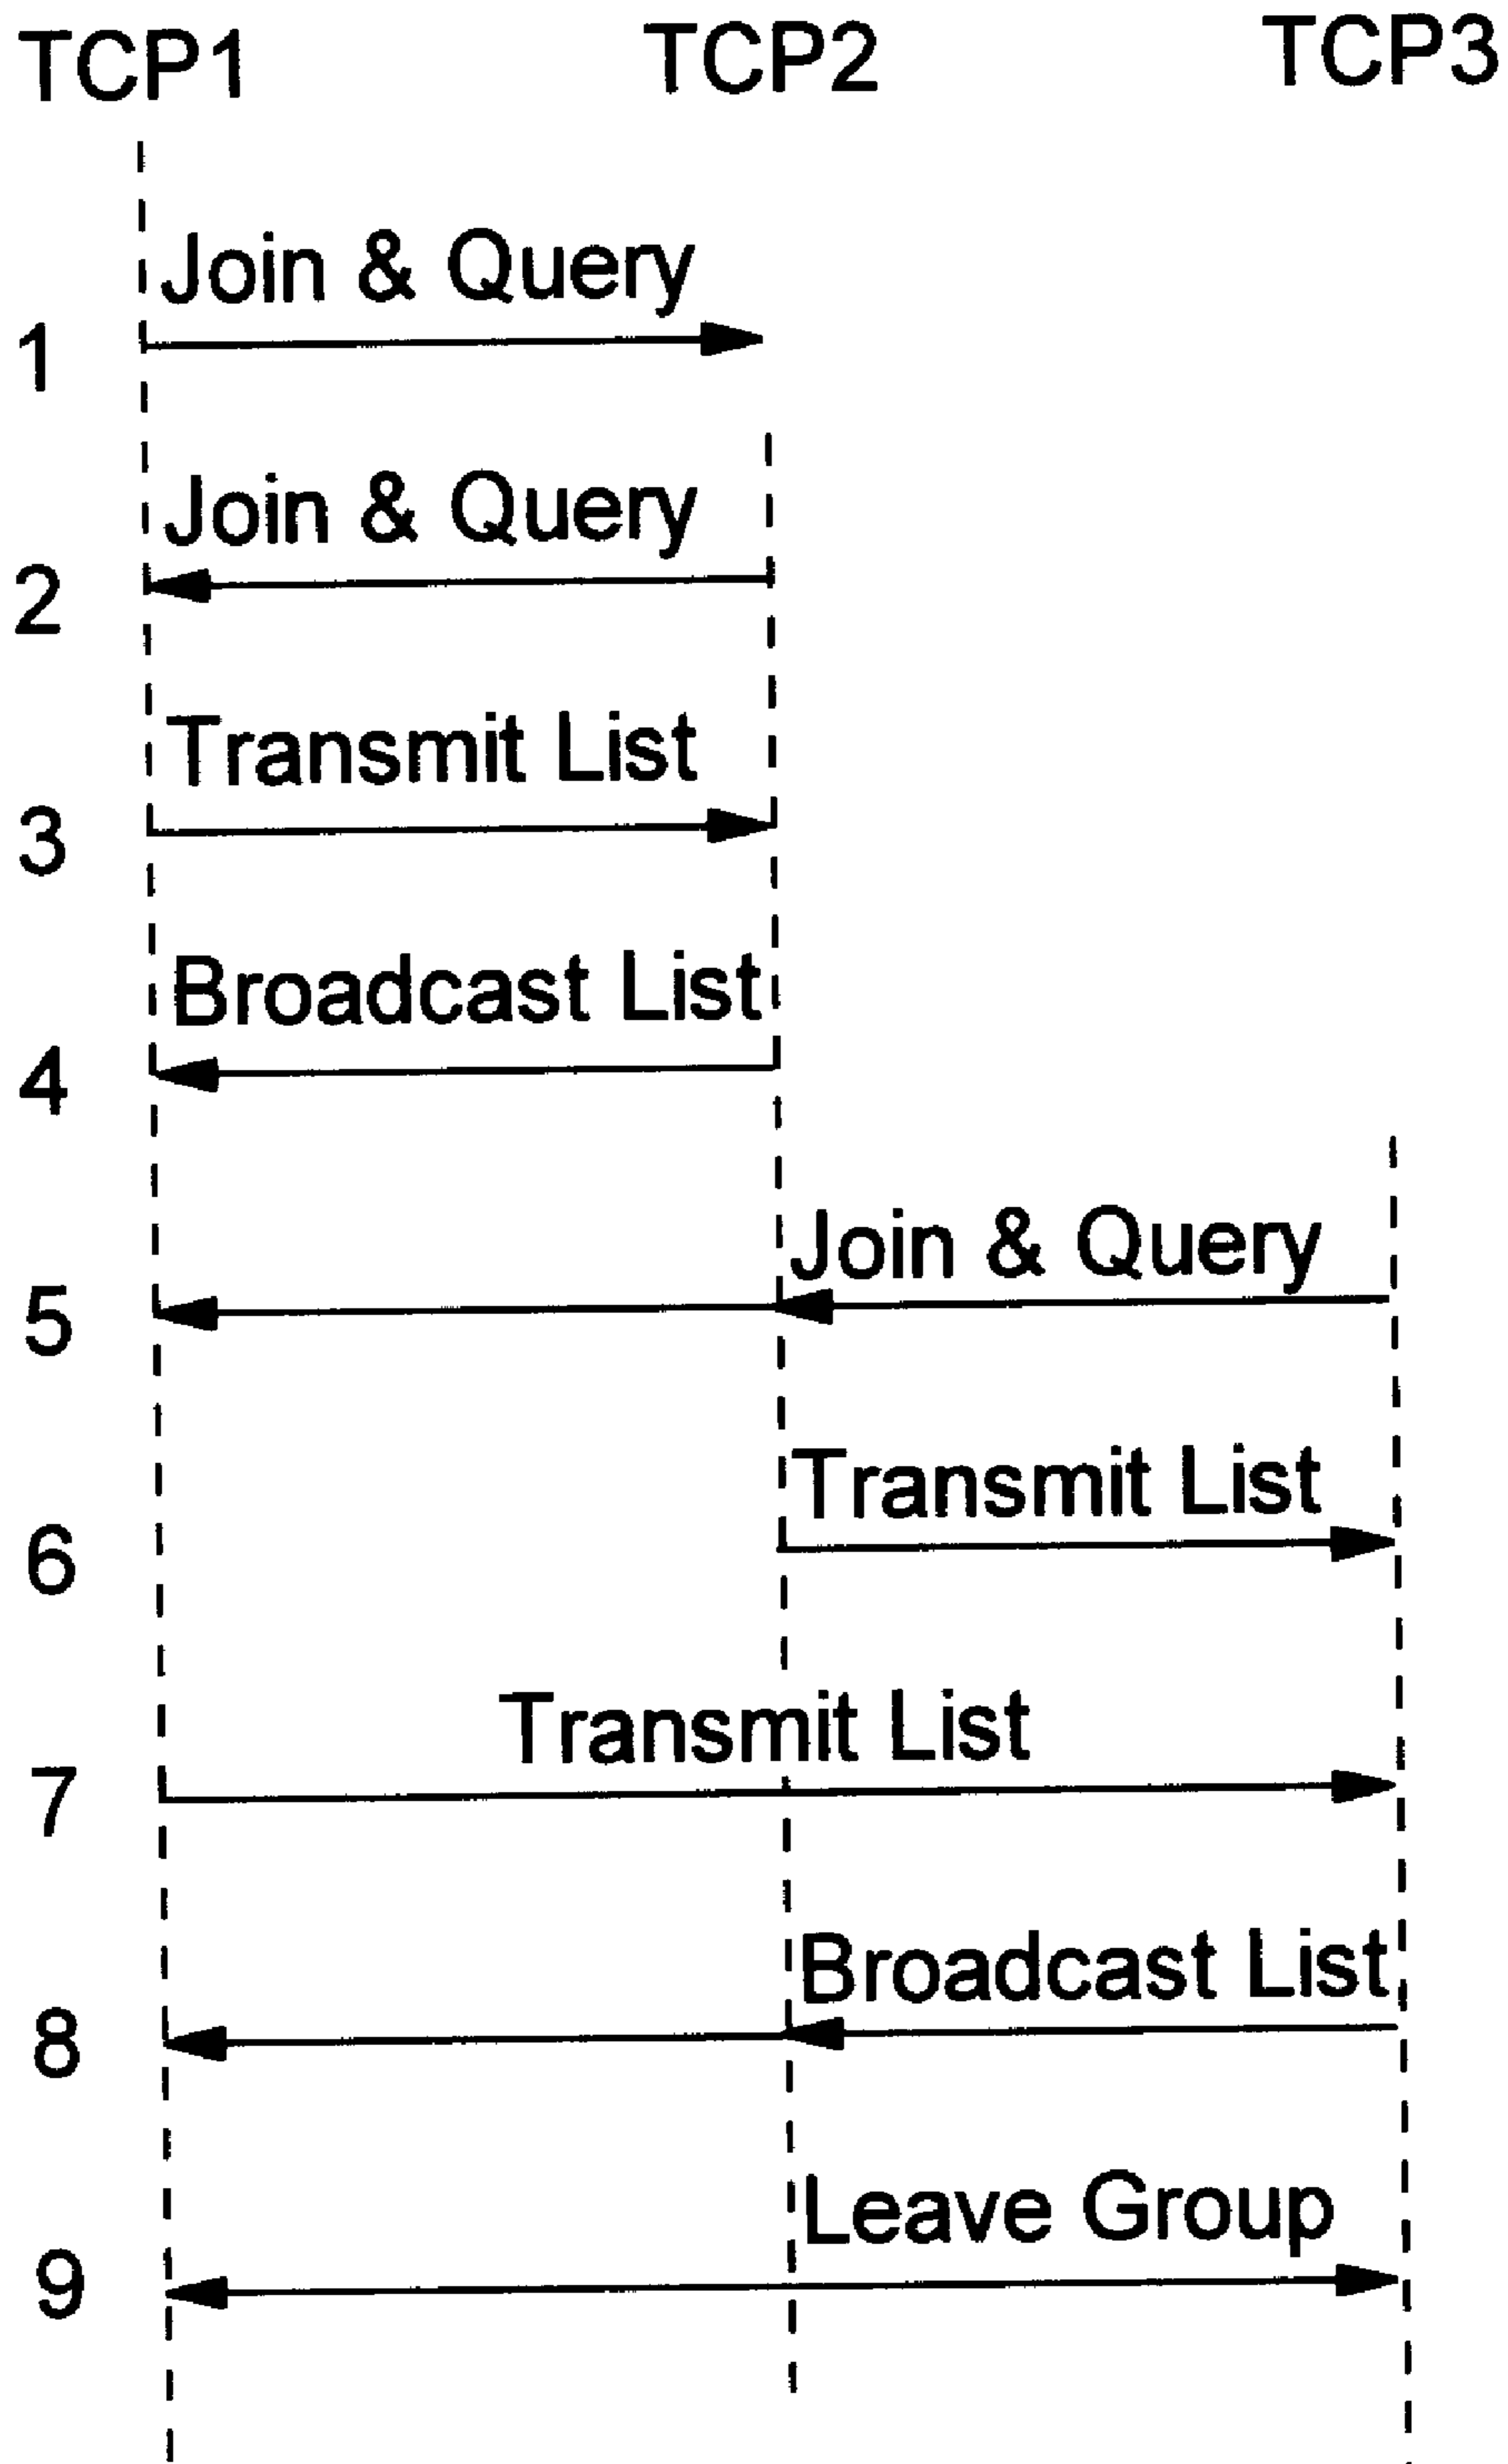 TCP1 TCP2 TCP3
Join & Query
1
Join & Query
2
Transmit List
3
Broadcast List
4
Join & Query
5
Transmit List
6
Transmit List
7
Broadcast List
8
Leave Group
9